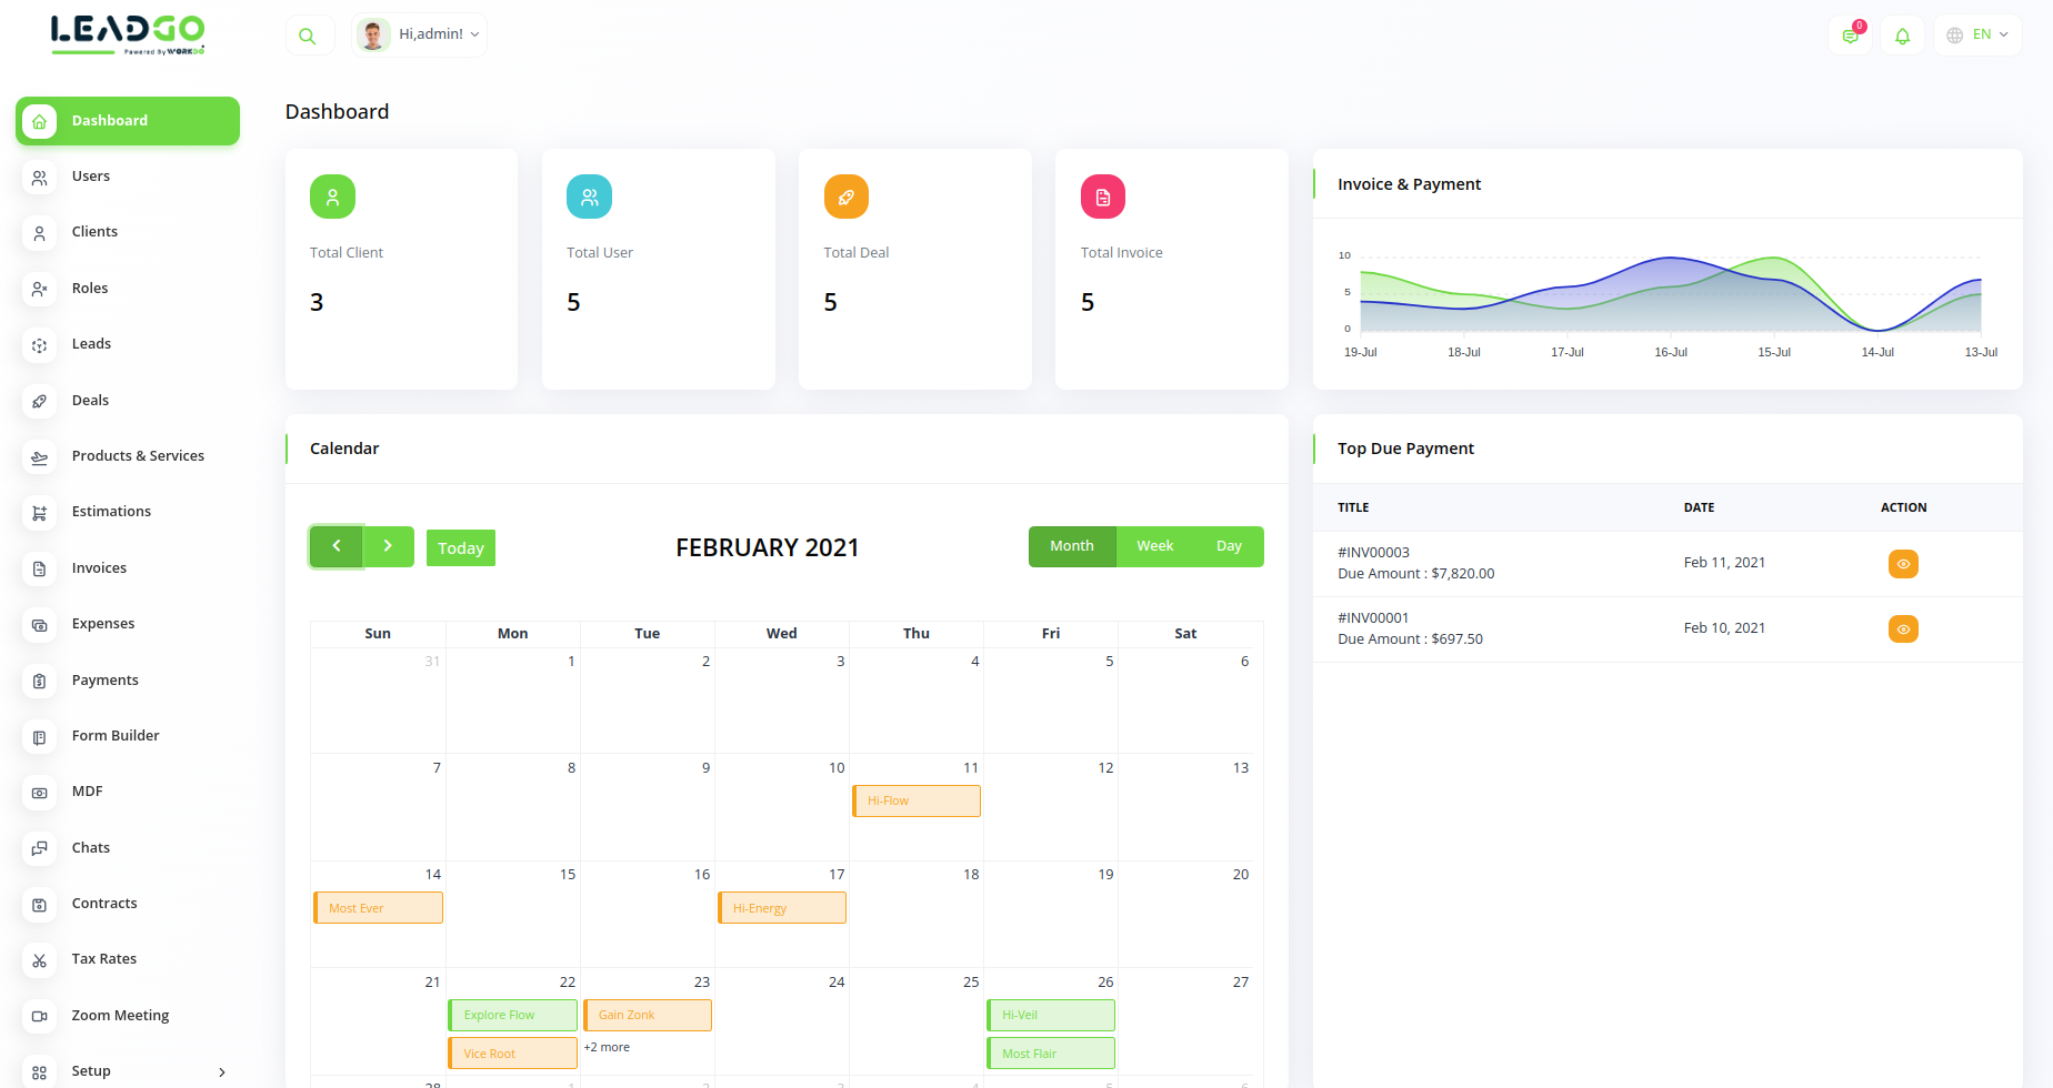 LEADGO
Powered By WORKDO
Hi,admin!
0
EN
Dashboard
Users
Clients
Roles
Leads
Deals
Products & Services
Estimations
Invoices
Expenses
Payments
Form Builder
MDF
Chats
Contracts
Tax Rates
Zoom Meeting
Setup
Dashboard
Total Client
3
Total User
5
Total Deal
5
Total Invoice
5
Invoice & Payment
10
5
0
19-Jul 18-Jul 17-Jul 16-Jul 15-Jul 14-Jul 13-Jul
Calendar
Today
FEBRUARY 2021
Month Week Day
Sun Mon Tue Wed Thu Fri Sat
31 1 2 3 4 5 6
7 8 9 10 11 12 13
Hi-Flow
14 15 16 17 18 19 20
Most Ever Hi-Energy
21 22 23 24 25 26 27
Explore Flow Gain Zonk Hi-Veil
Vice Root +2 more Most Flair
28 1 2 3 4 5 6
Top Due Payment
TITLE DATE ACTION
#INV00003
Due Amount : $7,820.00
Feb 11, 2021
#INV00001
Due Amount : $697.50
Feb 10, 2021